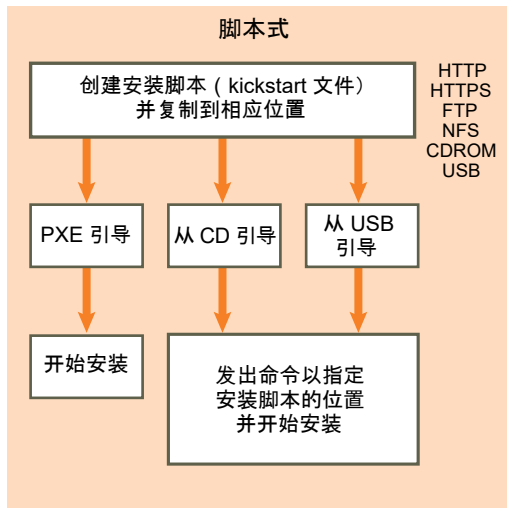 脚本式
创建安装脚本（kickstart 文件）
并复制到相应位置
HTTP
HTTPS
FTP
NFS
CDROM
USB
PXE 引导
从 CD 引导
从 USB
引导
开始安装
发出命令以指定
安装脚本的位置
并开始安装